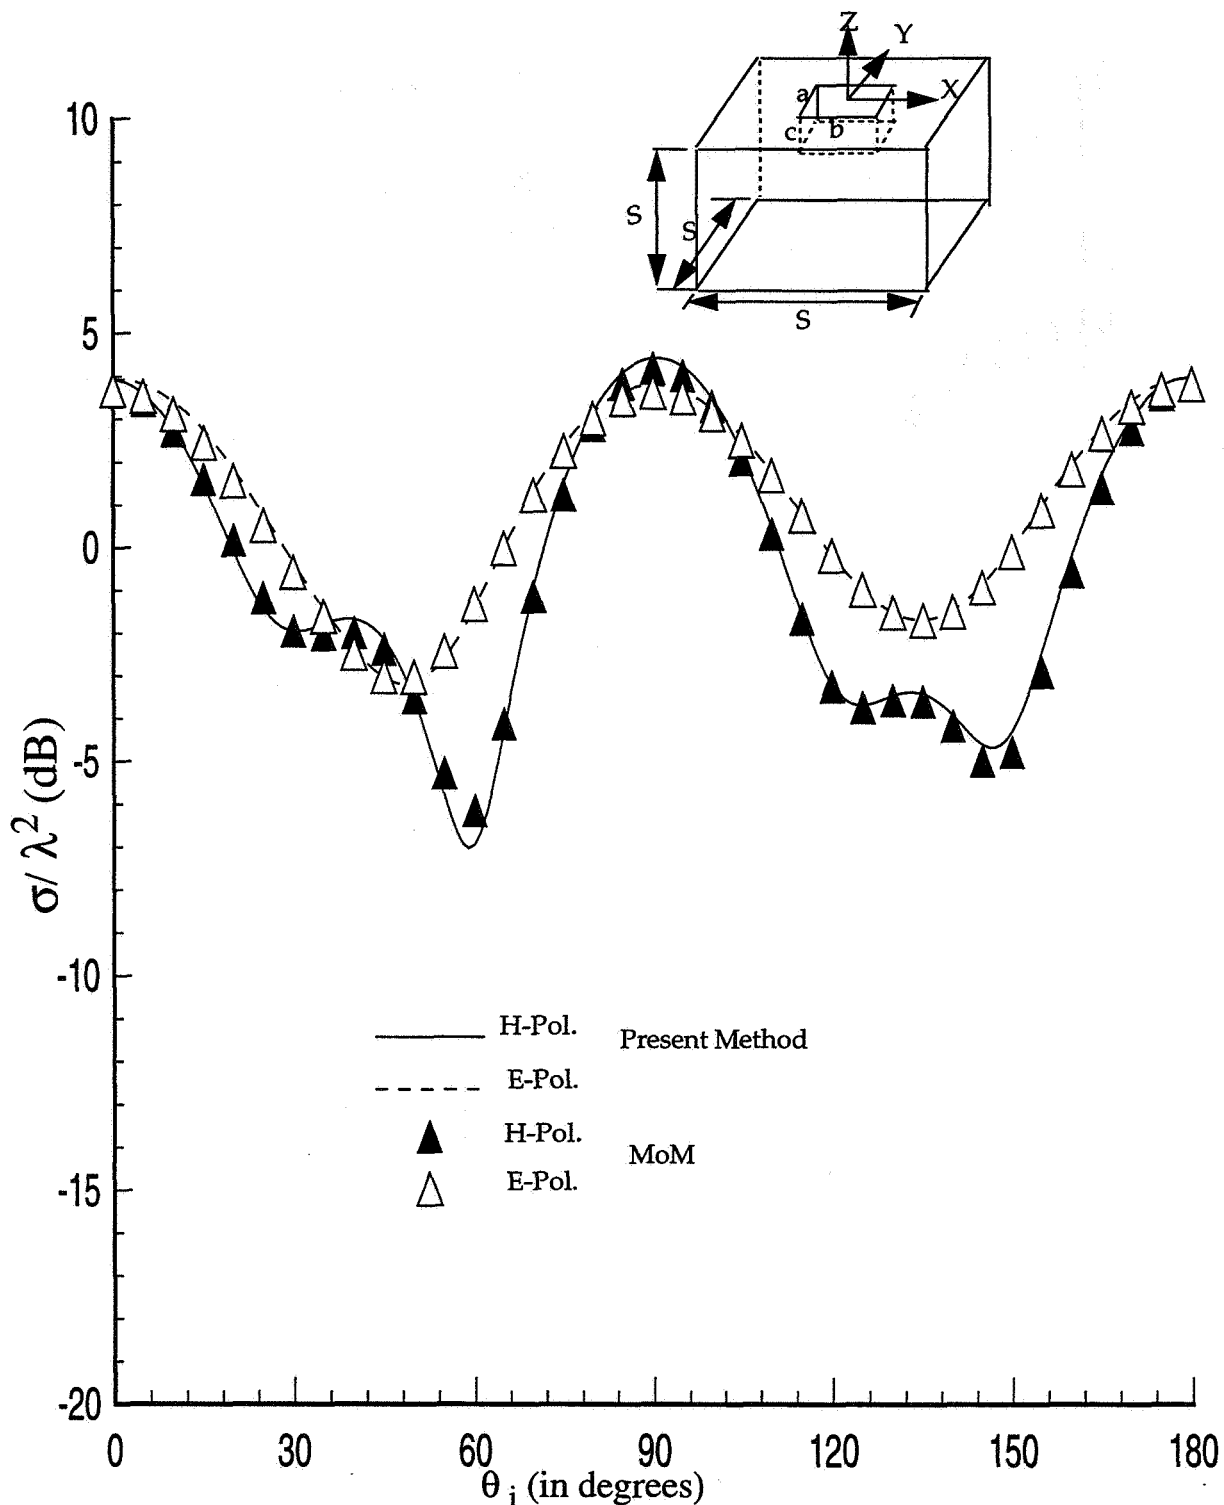 Z
Y
X
a
c
b
S
S
S
10
5
0
-5
-10
-15
-20
σ/ λ² (dB)
H-Pol.
Present Method
E-Pol.
H-Pol.
MoM
E-Pol.
0
30
60
90
120
150
180
θ i (in degrees)